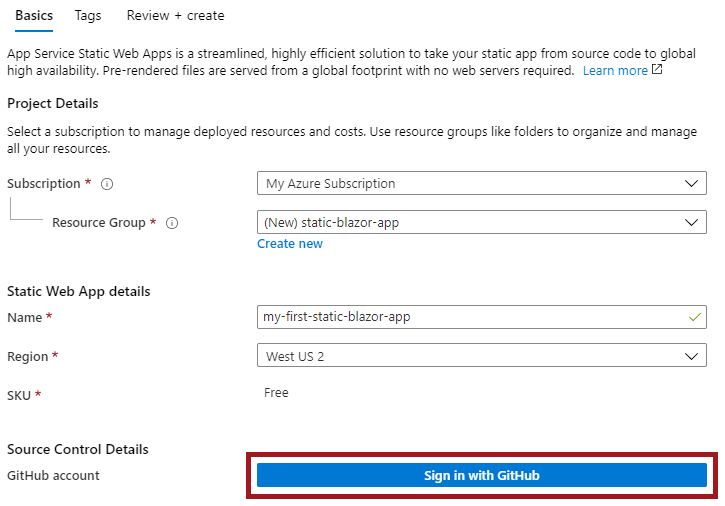 Basics Tags Review + create
App Service Static Web Apps is a streamlined, highly efficient solution to take your static app from source code to global
high availability. Pre-rendered files are served from a global footprint with no web servers required. Learn more
Project Details
Select a subscription to manage deployed resources and costs. Use resource groups like folders to organize and manage
all your resources.
Subscription * My Azure Subscription
Resource Group * (New) static-blazor-app
Create new
Static Web App details
Name * my-first-static-blazor-app
Region * West US 2
SKU * Free
Source Control Details
GitHub account Sign in with GitHub